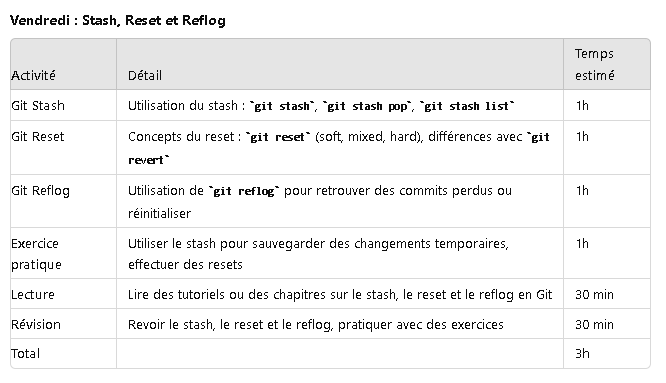 Vendredi : Stash, Reset et Reflog
Temps
Activité Détail estimé
Git Stash Utilisation du stash : `git stash`, `git stash pop`, `git stash list` 1h
Git Reset Concepts du reset : `git reset` (soft, mixed, hard), différences avec `git 1h
revert`
Git Reflog Utilisation de `git reflog` pour retrouver des commits perdus ou 1h
réinitialiser
Exercice Utiliser le stash pour sauvegarder des changements temporaires, 1h
pratique effectuer des resets
Lecture Lire des tutoriels ou des chapitres sur le stash, le reset et le reflog en Git 30 min
Révision Revoir le stash, le reset et le reflog, pratiquer avec des exercices 30 min
Total 3h